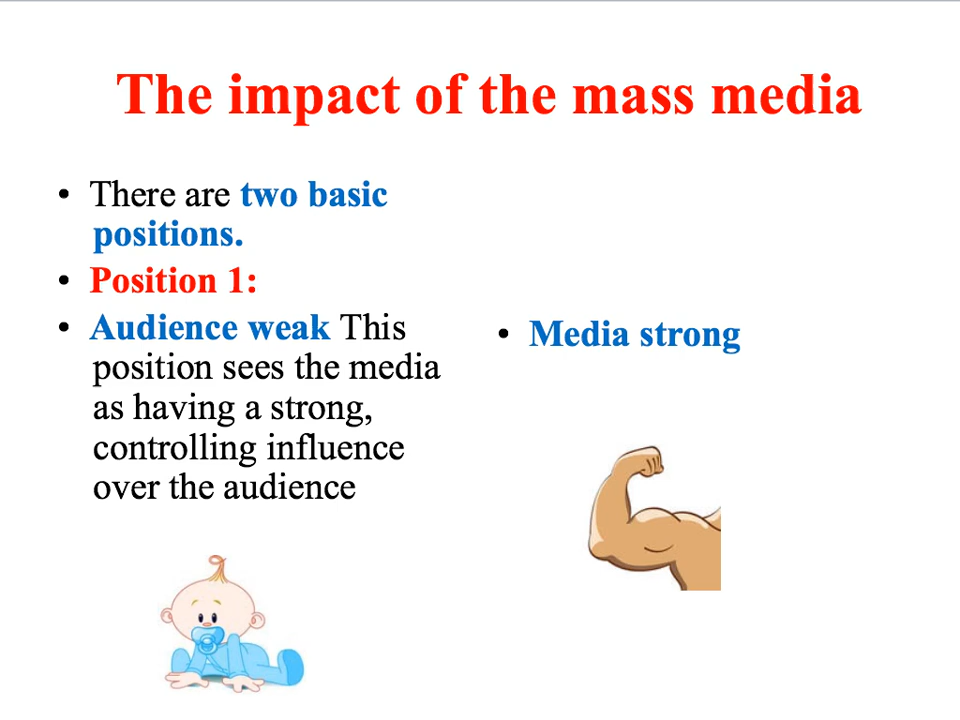 The impact of the mass media
• There are two basic
positions.
• Position 1:
• Audience weak This
position sees the media
as having a strong,
controlling influence
over the audience
• Media strong